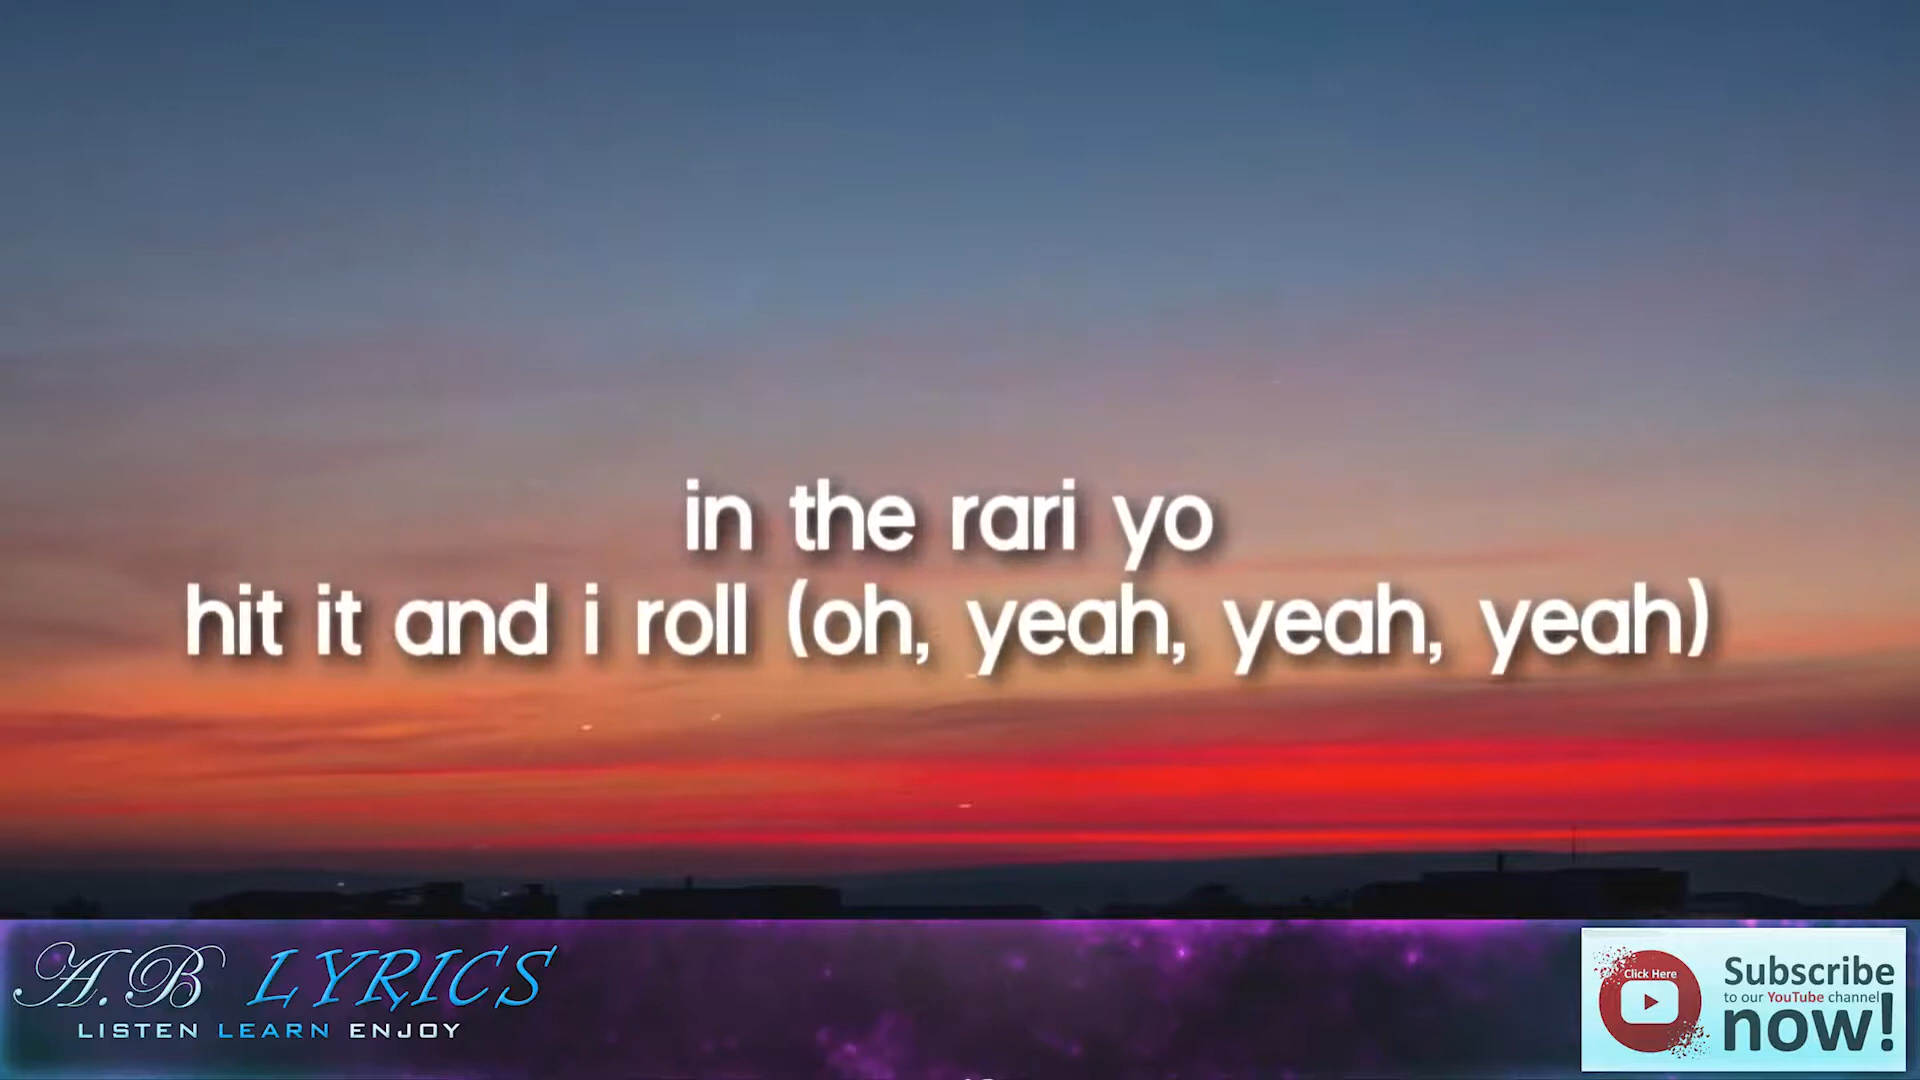 in the rari yo
hit it and i roll (oh, yeah, yeah, yeah)
A.B LYRICS
LISTEN LEARN ENJOY
Click Here
Subscribe
to our YouTube channel
now!